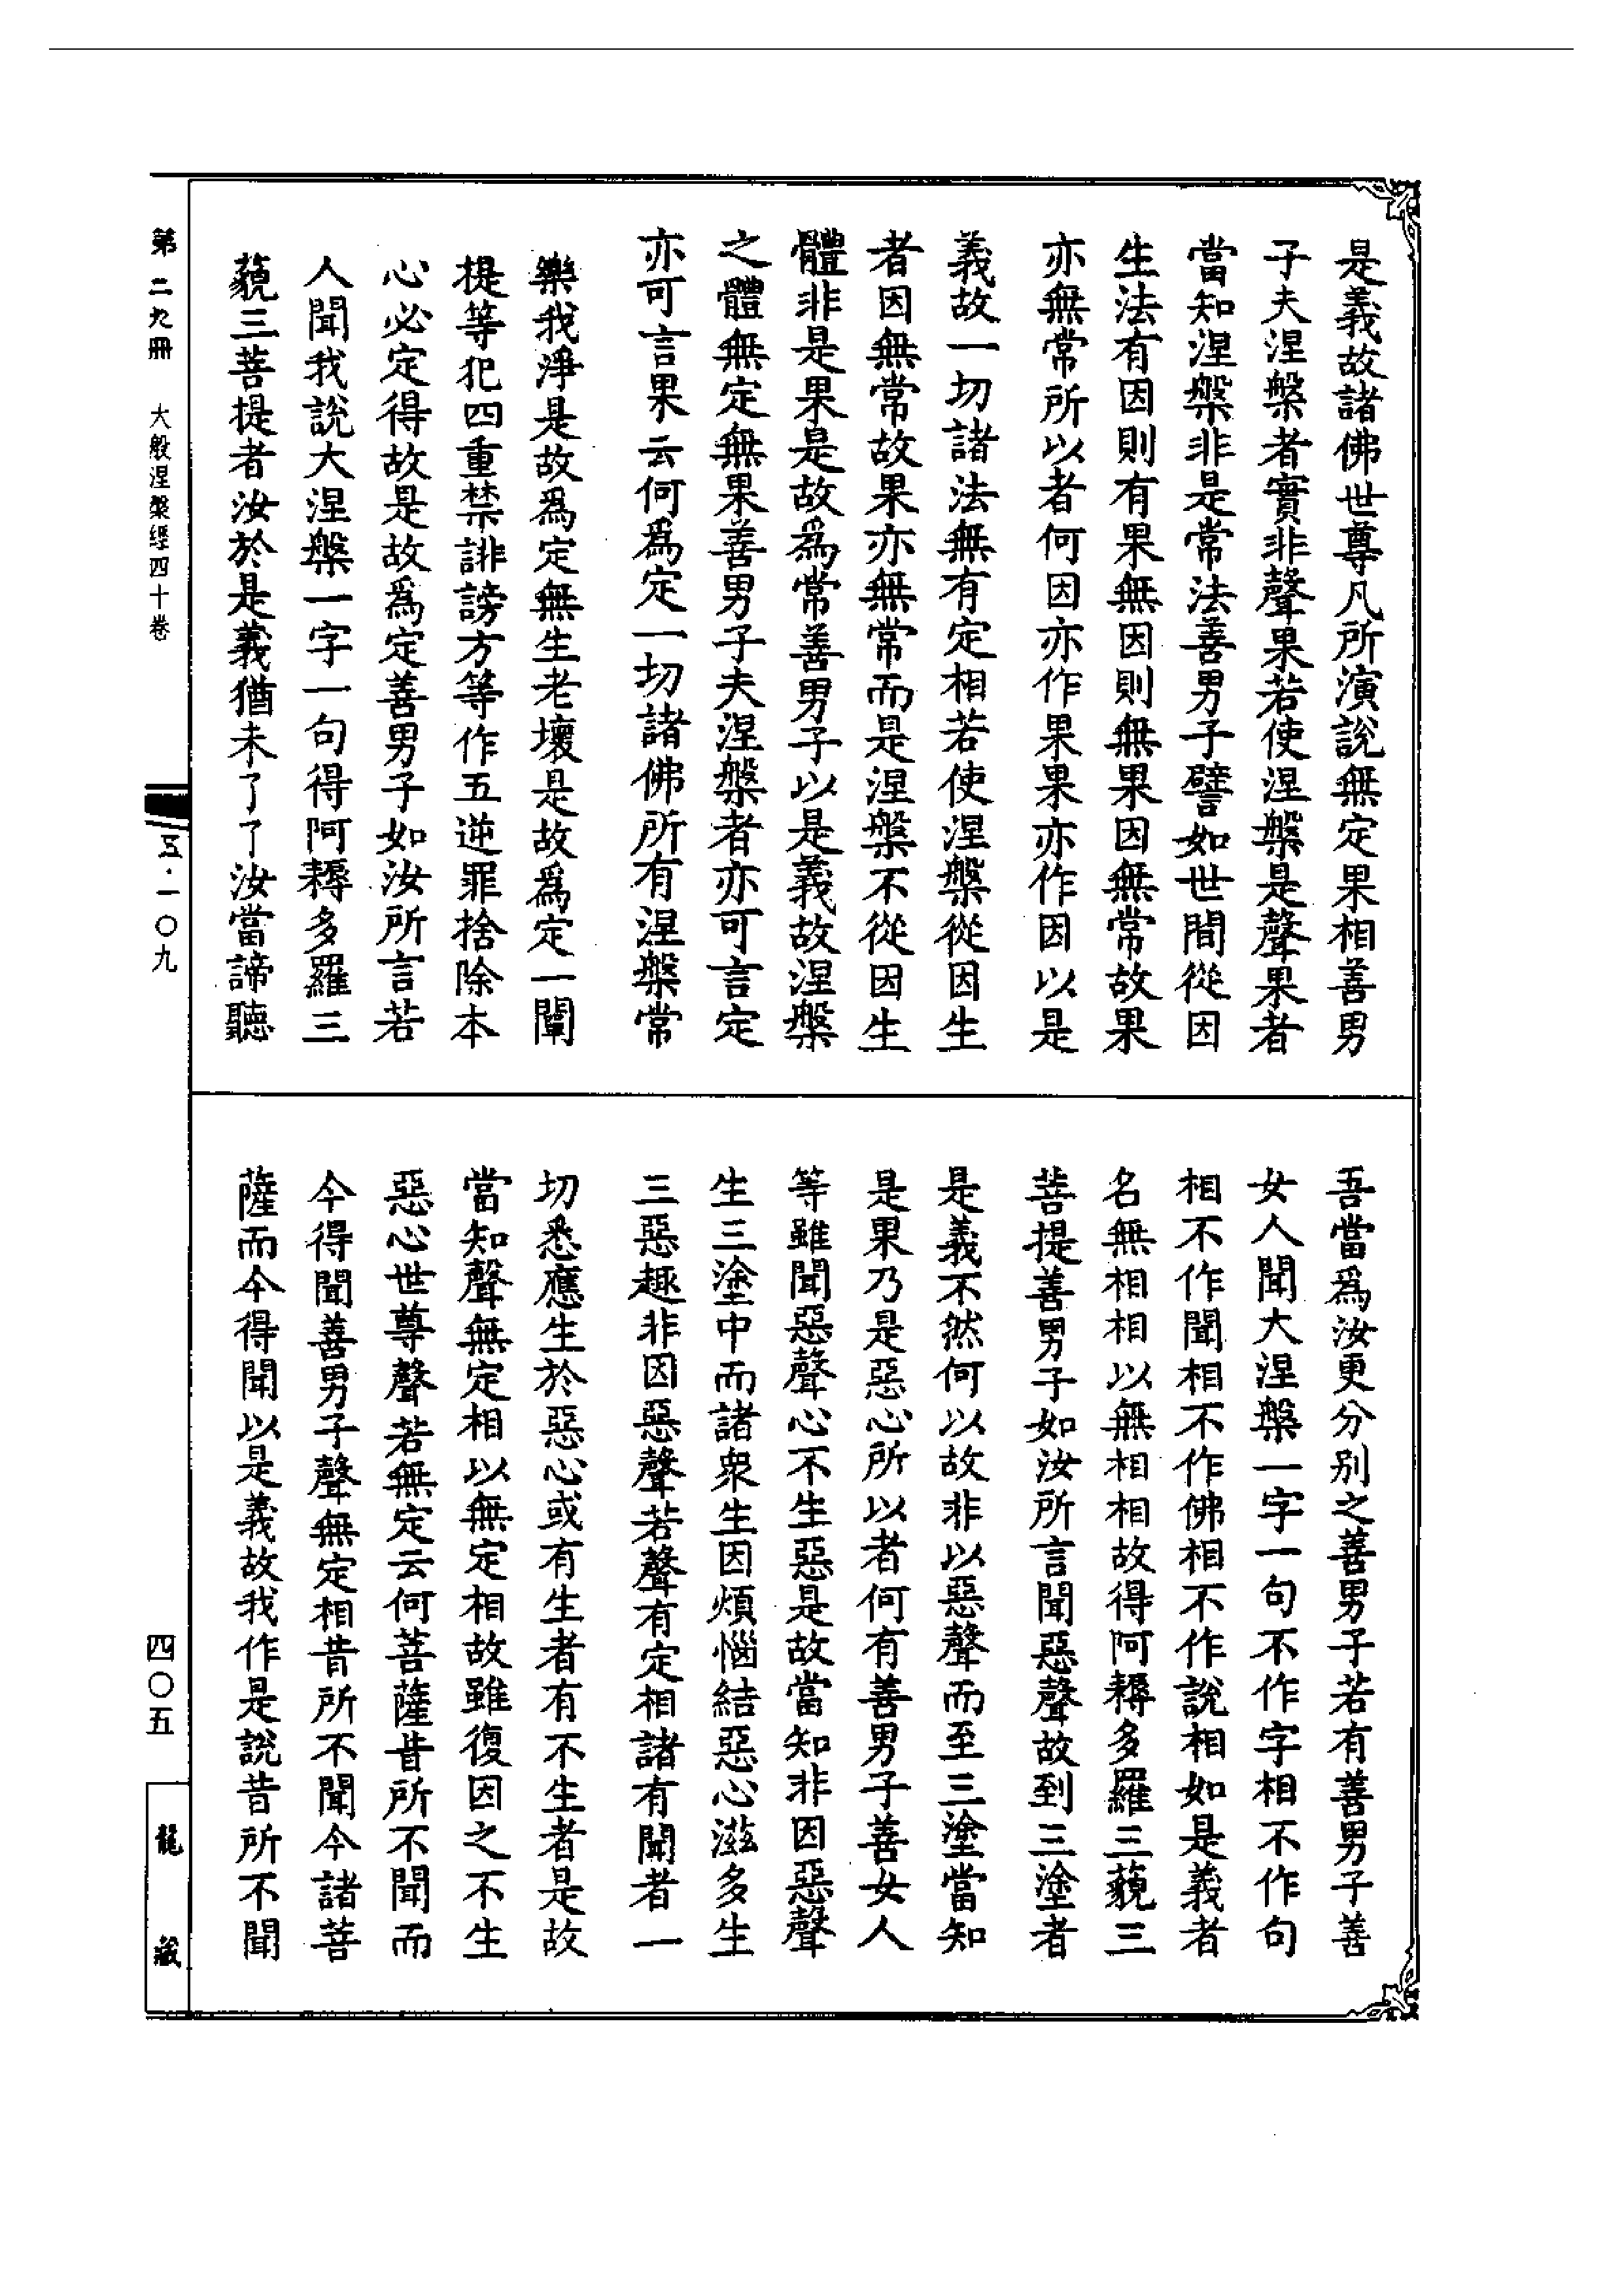 是義故諸佛世尊凡所演說無定果相善男
子夫涅槃者實非聲果若使涅槃是聲果者
當知涅槃非是常法善男子譬如世間從因
生法有因則有果無因則無果因無常故果
亦無常所以者何因亦作果果亦作因以是
義故一切諸法無有定相若使涅槃從因生
者因無常故果亦無常而是涅槃不從因生
體非是果是故為常善男子以是義故涅槃
之體無定無果善男子夫涅槃者亦可言定
亦可言果云何為定一切諸佛所有涅槃常
樂我淨是故為定無生老壞是故為定一闡
提等犯四重禁誹謗方等作五逆罪捨除本
心必定得故是故為定善男子如汝所言若
人聞我說大涅槃一字一句得阿耨多羅三
藐三菩提者汝於是義猶未了了汝當諦聽
吾當為汝更分別之善男子若有善男子善
女人聞大涅槃一字一句不作字相不作句
相不作聞相不作佛相不作說相如是義者
名無相相以無相相故得阿耨多羅三藐三
菩提善男子如汝所言聞惡聲故到三塗者
是義不然何以故非以惡聲而至三塗當知
是果乃是惡心所以者何有善男子善女人
等雖聞惡聲心不生惡是故當知非因惡聲
生三塗中而諸衆生因煩惱結惡心滋多生
三惡趣非因惡聲若聲有定相諸有聞者一
切悉應生於惡心或有生者有不生者是故
當知聲無定相以無定相故雖復因之不生
惡心世尊聲若無定云何菩薩昔所不聞而
今得聞善男子聲無定相昔所不聞今諸菩
薩而今得聞以是義故我作是說昔所不聞
第二九冊 大般涅槃經四十卷
五·一〇九
四〇五
龍藏